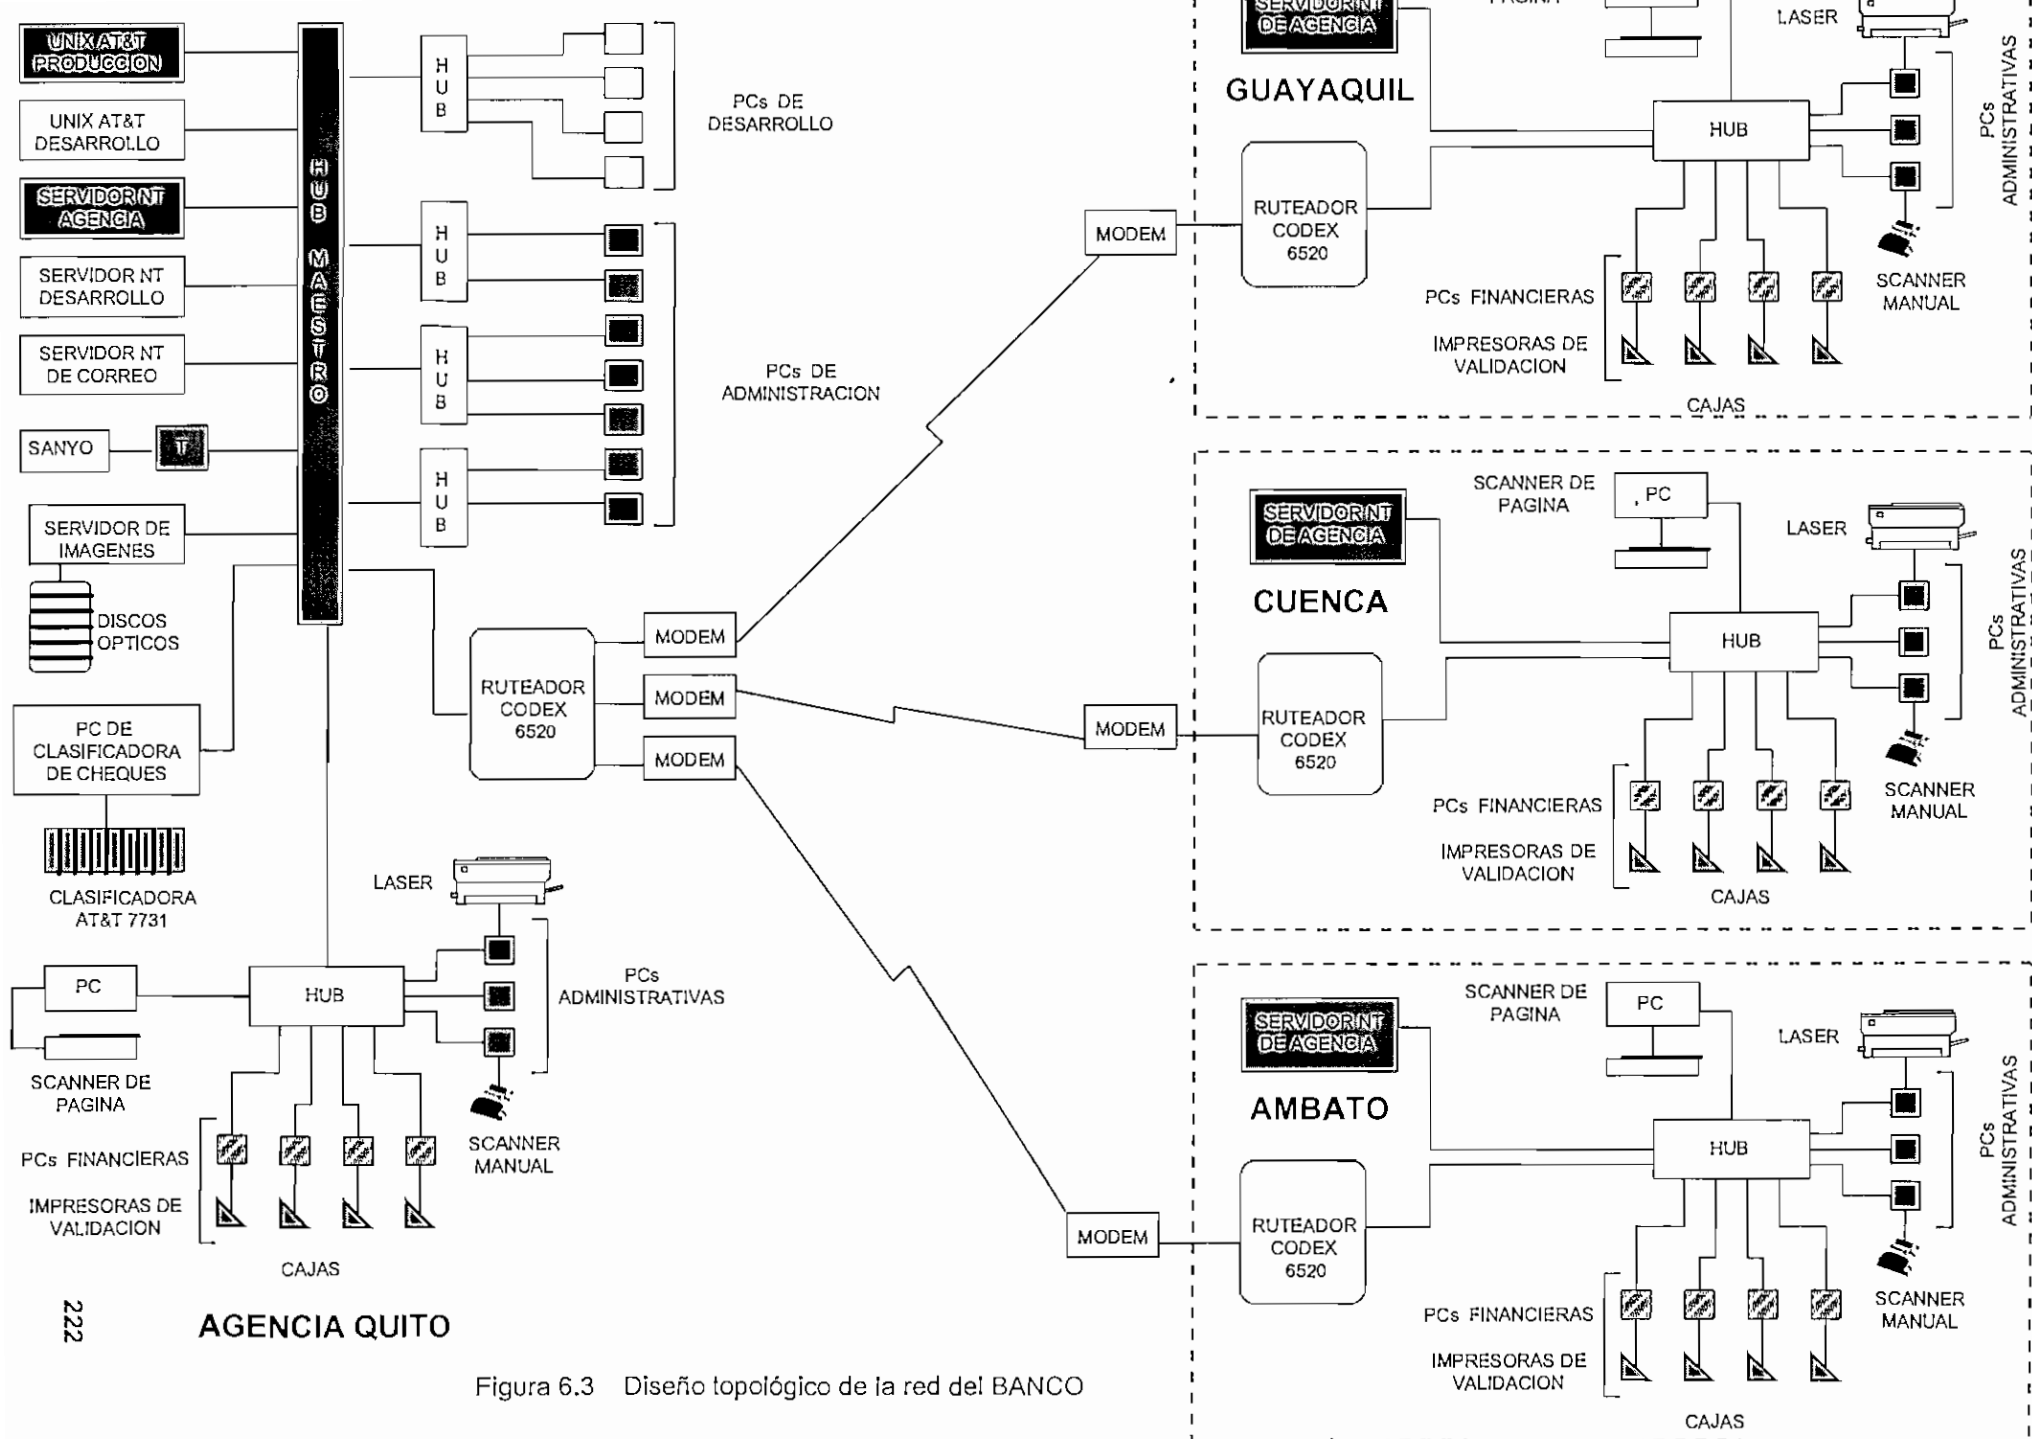 UNIX AT&T
PRODUCCION
UNIX AT&T
DESARROLLO
SERVIDOR NT
AGENCIA
SERVIDOR NT
DESARROLLO
SERVIDOR NT
DE CORREO
SANYO
T
SERVIDOR DE
IMAGENES
DISCOS
OPTICOS
PC DE
CLASIFICADORA
DE CHEQUES
CLASIFICADORA
AT&T 7731
HUB MAESTRO
HUB
HUB
HUB
HUB
PCs DE
DESARROLLO
PCs DE
ADMINISTRACION
RUTEADOR
CODEX
6520
MODEM
MODEM
MODEM
LASER
PC
HUB
PCs
ADMINISTRATIVAS
SCANNER DE
PAGINA
SCANNER
MANUAL
PCs FINANCIERAS
IMPRESORAS DE
VALIDACION
CAJAS
AGENCIA QUITO
222
Figura 6.3 Diseño topológico de la red del BANCO
MODEM
MODEM
MODEM
SERVIDOR NT
DE AGENCIA
PAGINA
LASER
GUAYAQUIL
HUB
PCs
ADMINISTRATIVAS
RUTEADOR
CODEX
6520
SCANNER
MANUAL
PCs FINANCIERAS
IMPRESORAS DE
VALIDACION
CAJAS
SCANNER DE
PAGINA
PC
SERVIDOR NT
DE AGENCIA
LASER
CUENCA
HUB
PCs
ADMINISTRATIVAS
RUTEADOR
CODEX
6520
SCANNER
MANUAL
PCs FINANCIERAS
IMPRESORAS DE
VALIDACION
CAJAS
SCANNER DE
PAGINA
PC
SERVIDOR NT
DE AGENCIA
LASER
AMBATO
HUB
PCs
ADMINISTRATIVAS
RUTEADOR
CODEX
6520
SCANNER
MANUAL
PCs FINANCIERAS
IMPRESORAS DE
VALIDACION
CAJAS